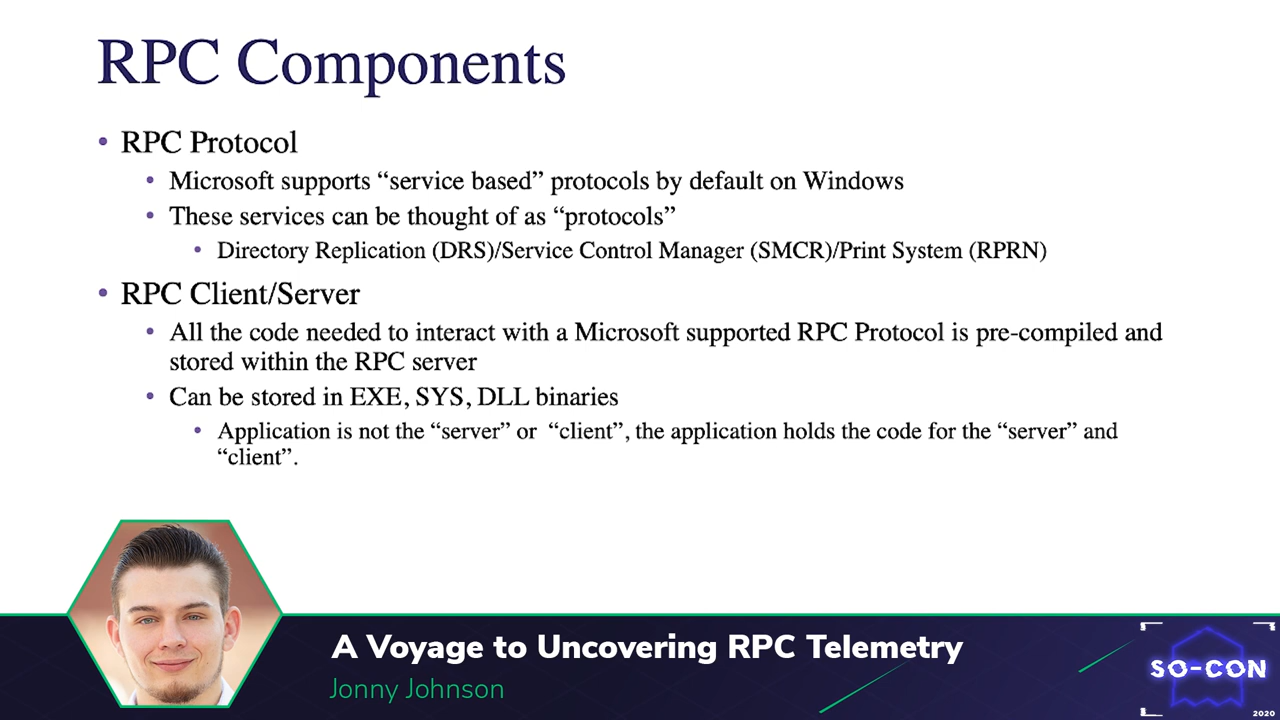 RPC Components
• RPC Protocol
• Microsoft supports “service based” protocols by default on Windows
• These services can be thought of as “protocols”
• Directory Replication (DRS)/Service Control Manager (SMCR)/Print System (RPRN)
• RPC Client/Server
• All the code needed to interact with a Microsoft supported RPC Protocol is pre-compiled and
stored within the RPC server
• Can be stored in EXE, SYS, DLL binaries
• Application is not the “server” or “client”, the application holds the code for the “server” and
“client”.
A Voyage to Uncovering RPC Telemetry
Jonny Johnson
SO-CON
2020